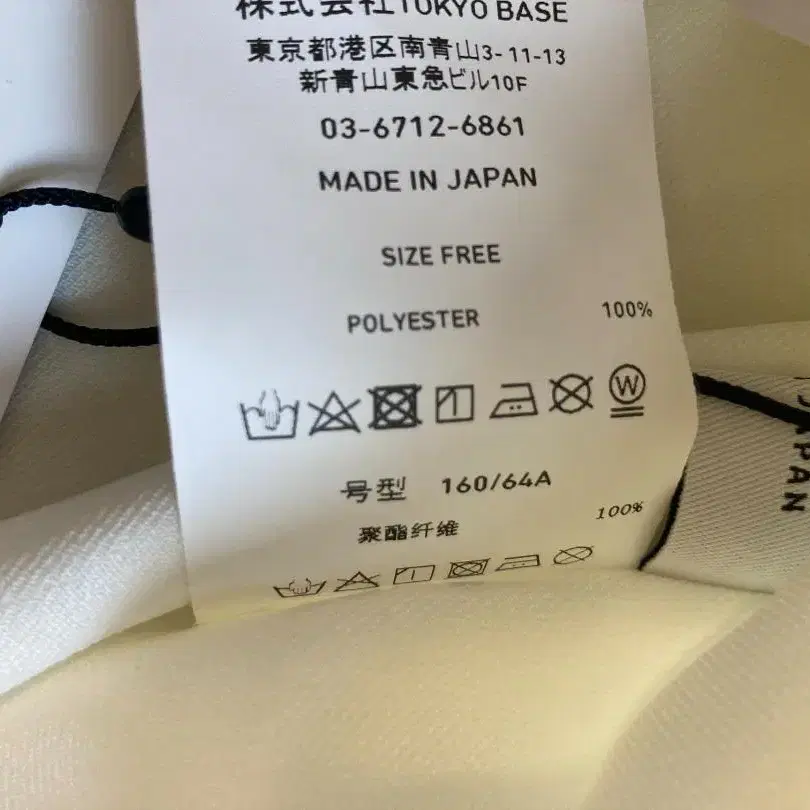 株式会社TOKYO BASE
東京都港区南青山3-11-13
新青山東急ビル10F
03-6712-6861
MADE IN JAPAN
SIZE FREE
POLYESTER 100%
W
号型 160/64A
聚酯纤维 100%
JAPAN